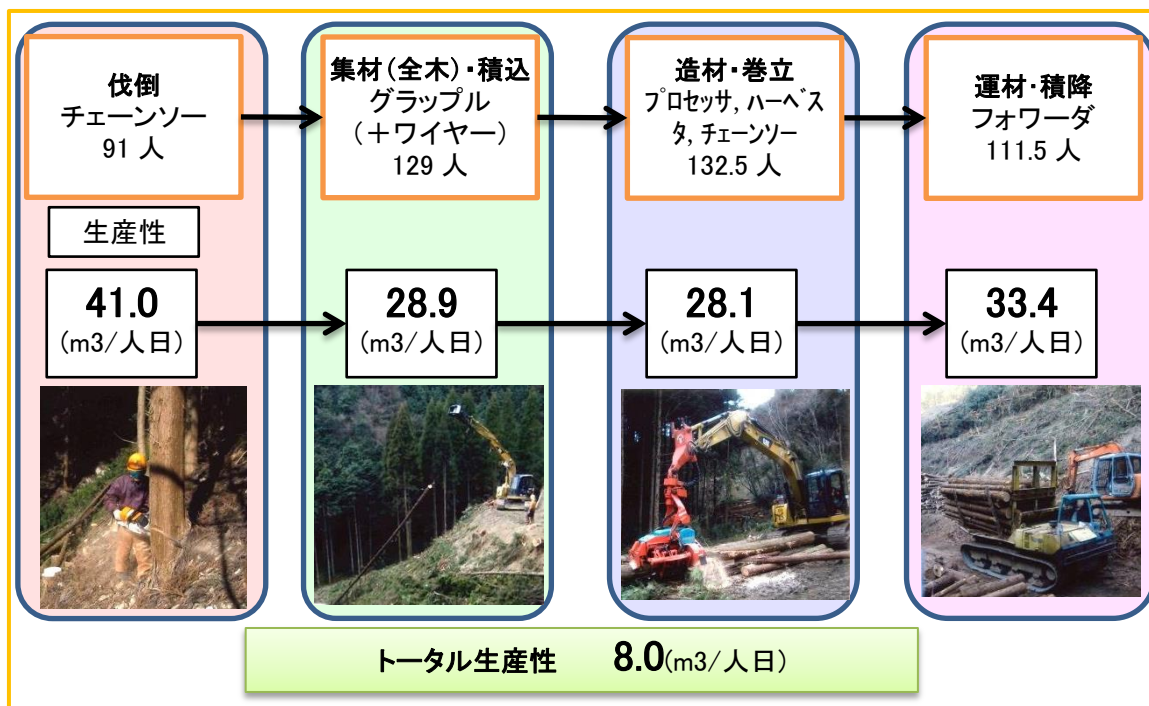 伐倒
チェーンソー
91 人
集材(全木)・積込
グラップル
(+ワイヤー)
129 人
造材・巻立
プロセッサ,ハーベス
タ,チェーンソー
132.5 人
運材・積降
フォワーダ
111.5 人
生産性
41.0
(m3/人日)
28.9
(m3/人日)
28.1
(m3/人日)
33.4
(m3/人日)
トータル生産性 8.0(m3/人日)